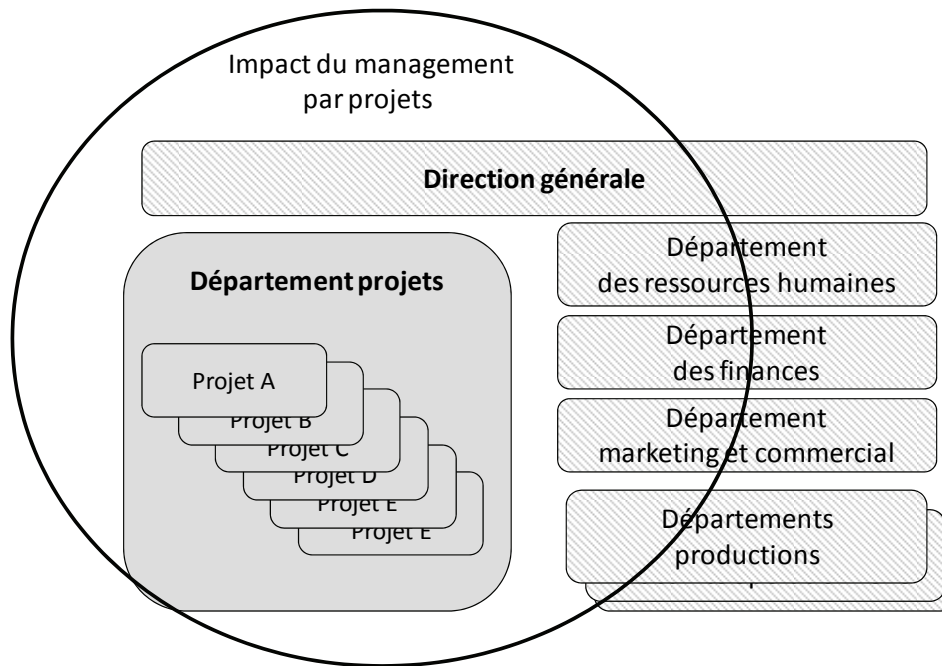 Impact du management
par projets
Direction générale
Département projets
Projet A
Projet B
Projet C
Projet D
Projet E
Projet E
Département
des ressources humaines
Département
des finances
Département
marketing et commercial
Départements
productions